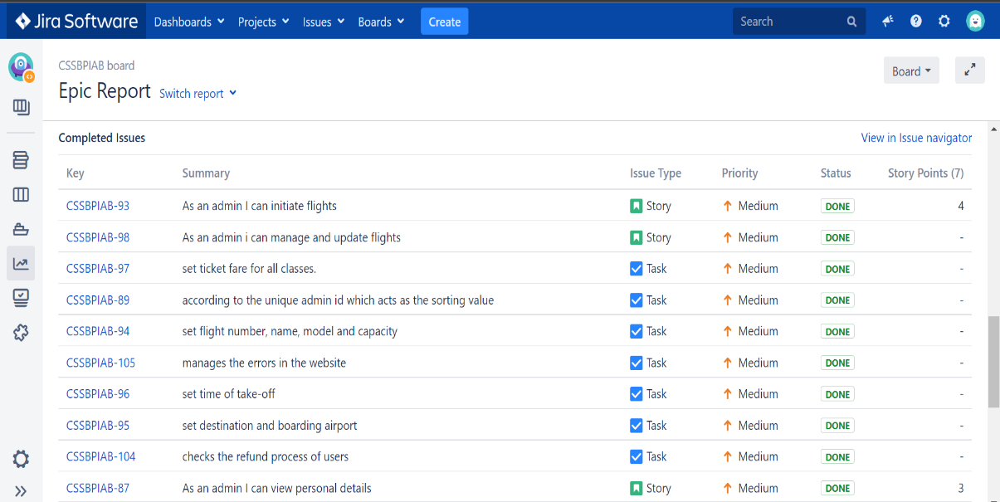 Jira Software Dashboards Projects Issues Boards Create Search
CSSBPIAB board
Epic Report Switch report Board
Completed Issues View in Issue navigator
Key Summary Issue Type Priority Status Story Points (7)
CSSBPIAB-93 As an admin I can initiate flights Story Medium DONE 4
CSSBPIAB-98 As an admin i can manage and update flights Story Medium DONE -
CSSBPIAB-97 set ticket fare for all classes. Task Medium DONE -
CSSBPIAB-89 according to the unique admin id which acts as the sorting value Task Medium DONE -
CSSBPIAB-94 set flight number, name, model and capacity Task Medium DONE -
CSSBPIAB-105 manages the errors in the website Task Medium DONE -
CSSBPIAB-96 set time of take-off Task Medium DONE -
CSSBPIAB-95 set destination and boarding airport Task Medium DONE -
CSSBPIAB-104 checks the refund process of users Task Medium DONE -
CSSBPIAB-87 As an admin I can view personal details Story Medium DONE 3